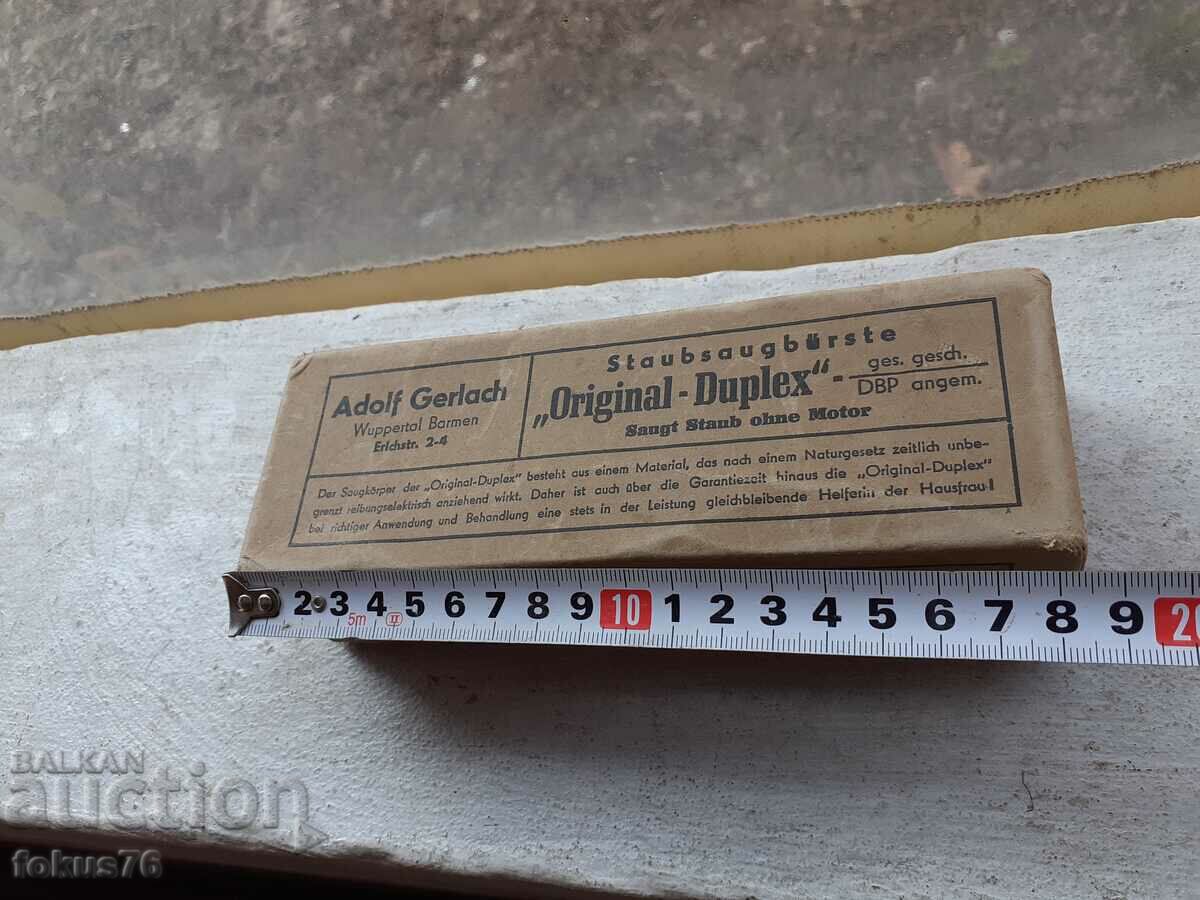 Staubsaugbürste
Adolf Gerlach
Wuppertal Barmen
Erichstr. 2-4
„Original-Duplex“-
ges. gesch.
DBP angem.
Saugt Staub ohne Motor
Der Saugkörper der „Original-Duplex“ besteht aus einem Material, das nach einem Naturgesetz zeitlich unbe-
grenzt reibungselektrisch anziehend wirkt. Daher ist auch über die Garantiezeit hinaus die „Original-Duplex“
bei richtiger Anwendung und Behandlung eine stets in der Leistung gleichbleibende Helferin der Hausfrau!
2 3 4 5 6 7 8 9 10 1 2 3 4 5 6 7 8 9 20
5m II
BALKAN
auction
fokus76